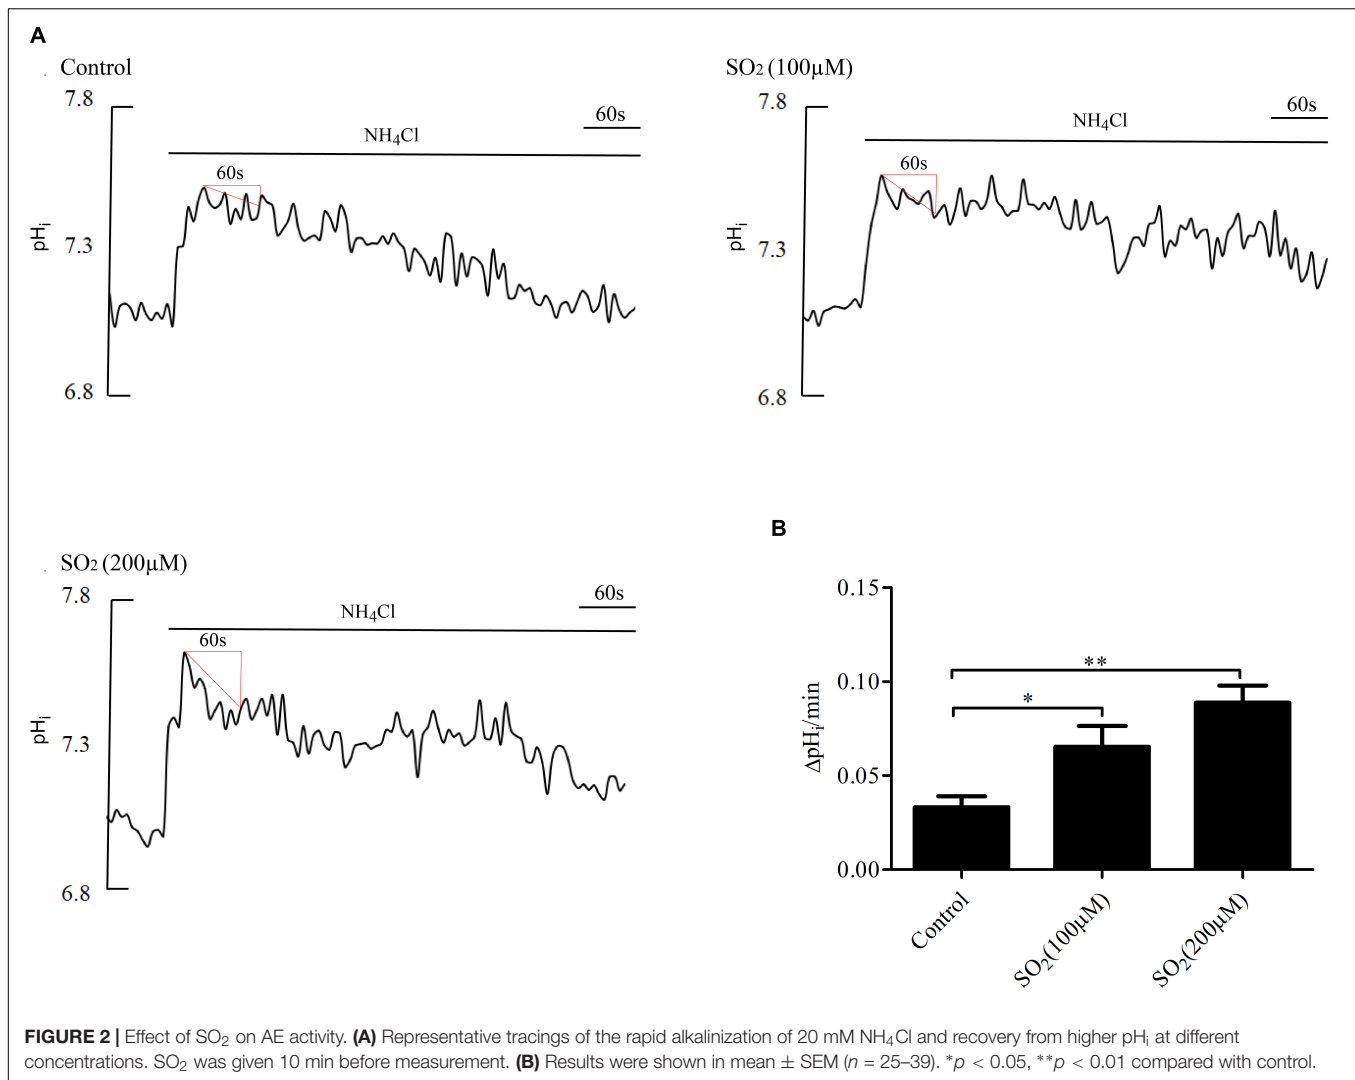 A
Control
7.8
60s
NH₄Cl
60s
pHᵢ
7.3
6.8
SO₂ (100µM)
7.8
60s
NH₄Cl
60s
pHᵢ
7.3
6.8
SO₂ (200µM)
7.8
60s
NH₄Cl
60s
pHᵢ
7.3
6.8
B
0.15
0.10
0.05
0.00
ΔpHᵢ/min
**
*
Control
SO₂(100µM)
SO₂(200µM)
FIGURE 2 | Effect of SO₂ on AE activity. (A) Representative tracings of the rapid alkalinization of 20 mM NH₄Cl and recovery from higher pHᵢ at different
concentrations. SO₂ was given 10 min before measurement. (B) Results were shown in mean ± SEM (n = 25–39). *p < 0.05, **p < 0.01 compared with control.